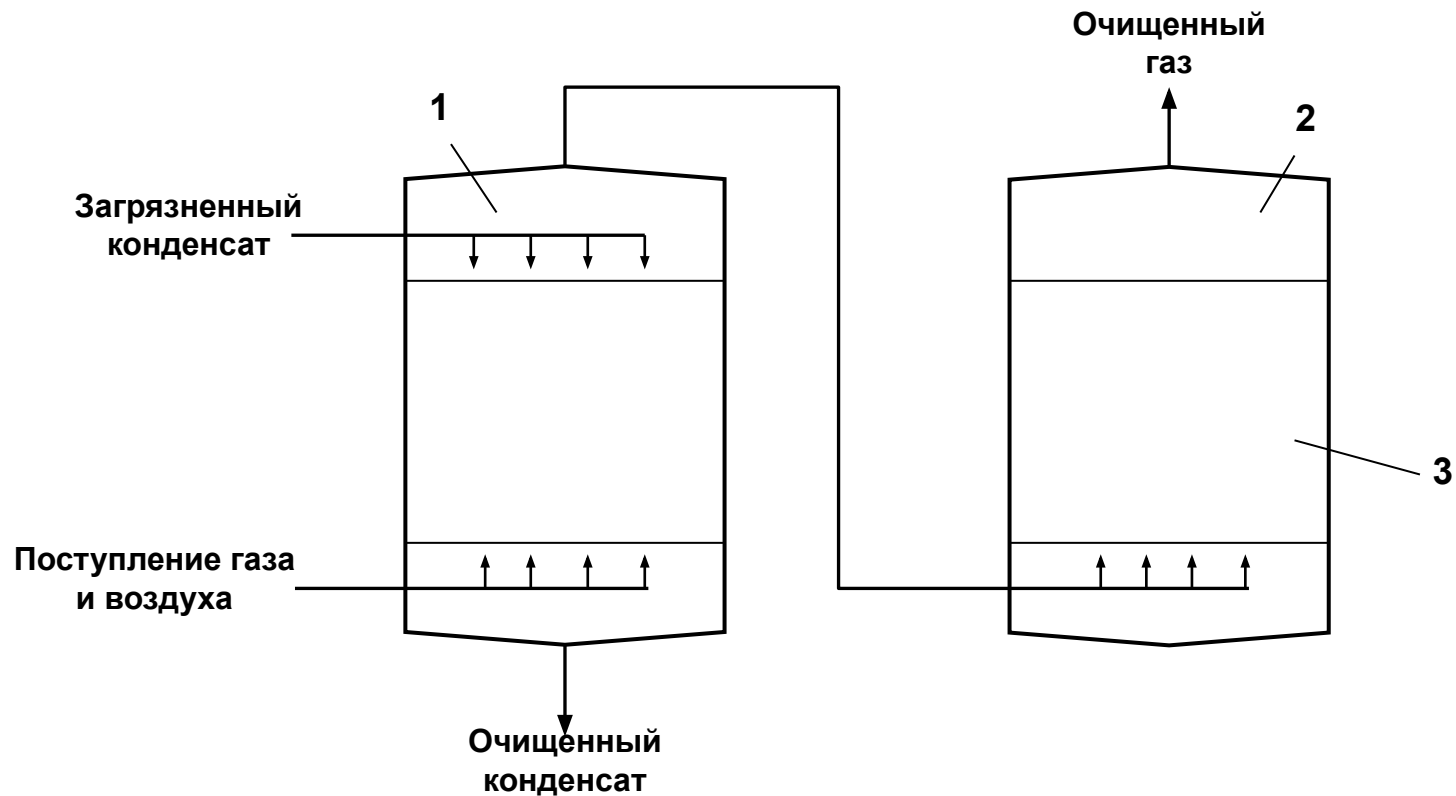 Очищенный
газ
1
2
Загрязненный
конденсат
3
Поступление газа
и воздуха
Очищенный
конденсат